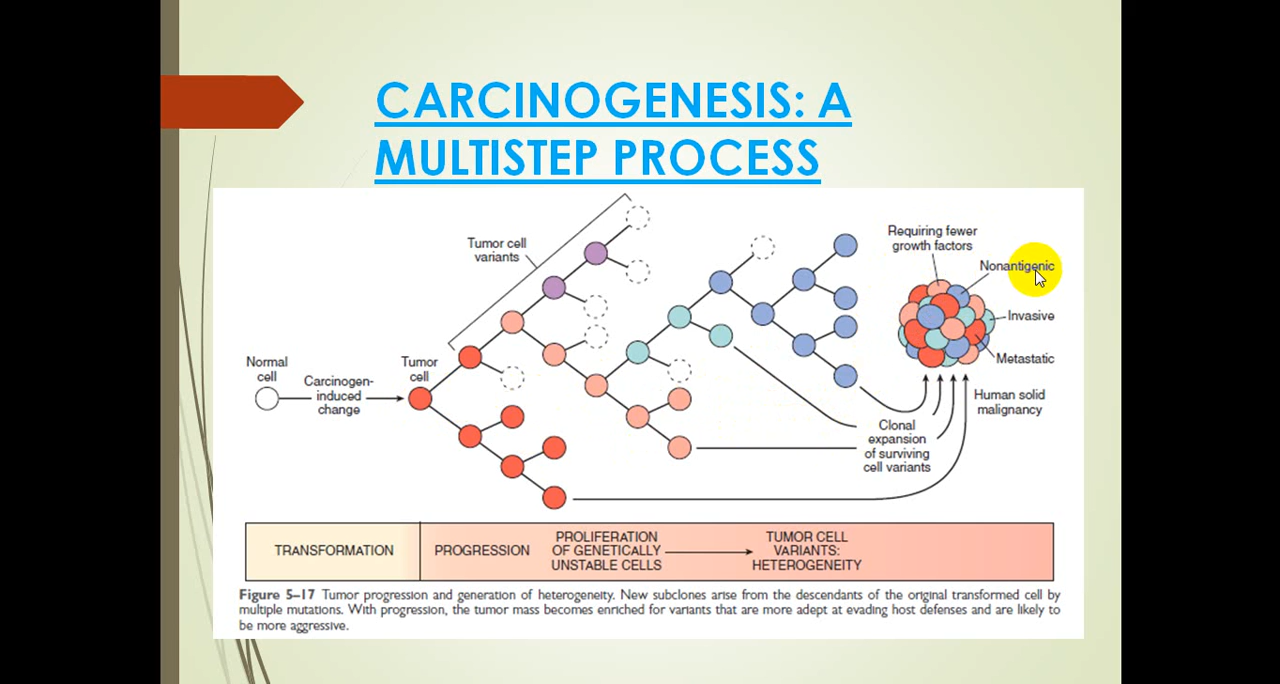 CARCINOGENESIS: A
MULTISTEP PROCESS
Tumor cell
variants
Requiring fewer
growth factors
Nonantigenic
Invasive
Metastatic
Human solid
malignancy
Normal
cell
Carcinogen-
induced
change
Tumor
cell
Clonal
expansion
of surviving
cell variants
TRANSFORMATION
PROGRESSION
PROLIFERATION
OF GENETICALLY
UNSTABLE CELLS
TUMOR CELL
VARIANTS:
HETEROGENEITY
Figure 5–17 Tumor progression and generation of heterogeneity. New subclones arise from the descendants of the original transformed cell by
multiple mutations. With progression, the tumor mass becomes enriched for variants that are more adept at evading host defenses and are likely to
be more aggressive.